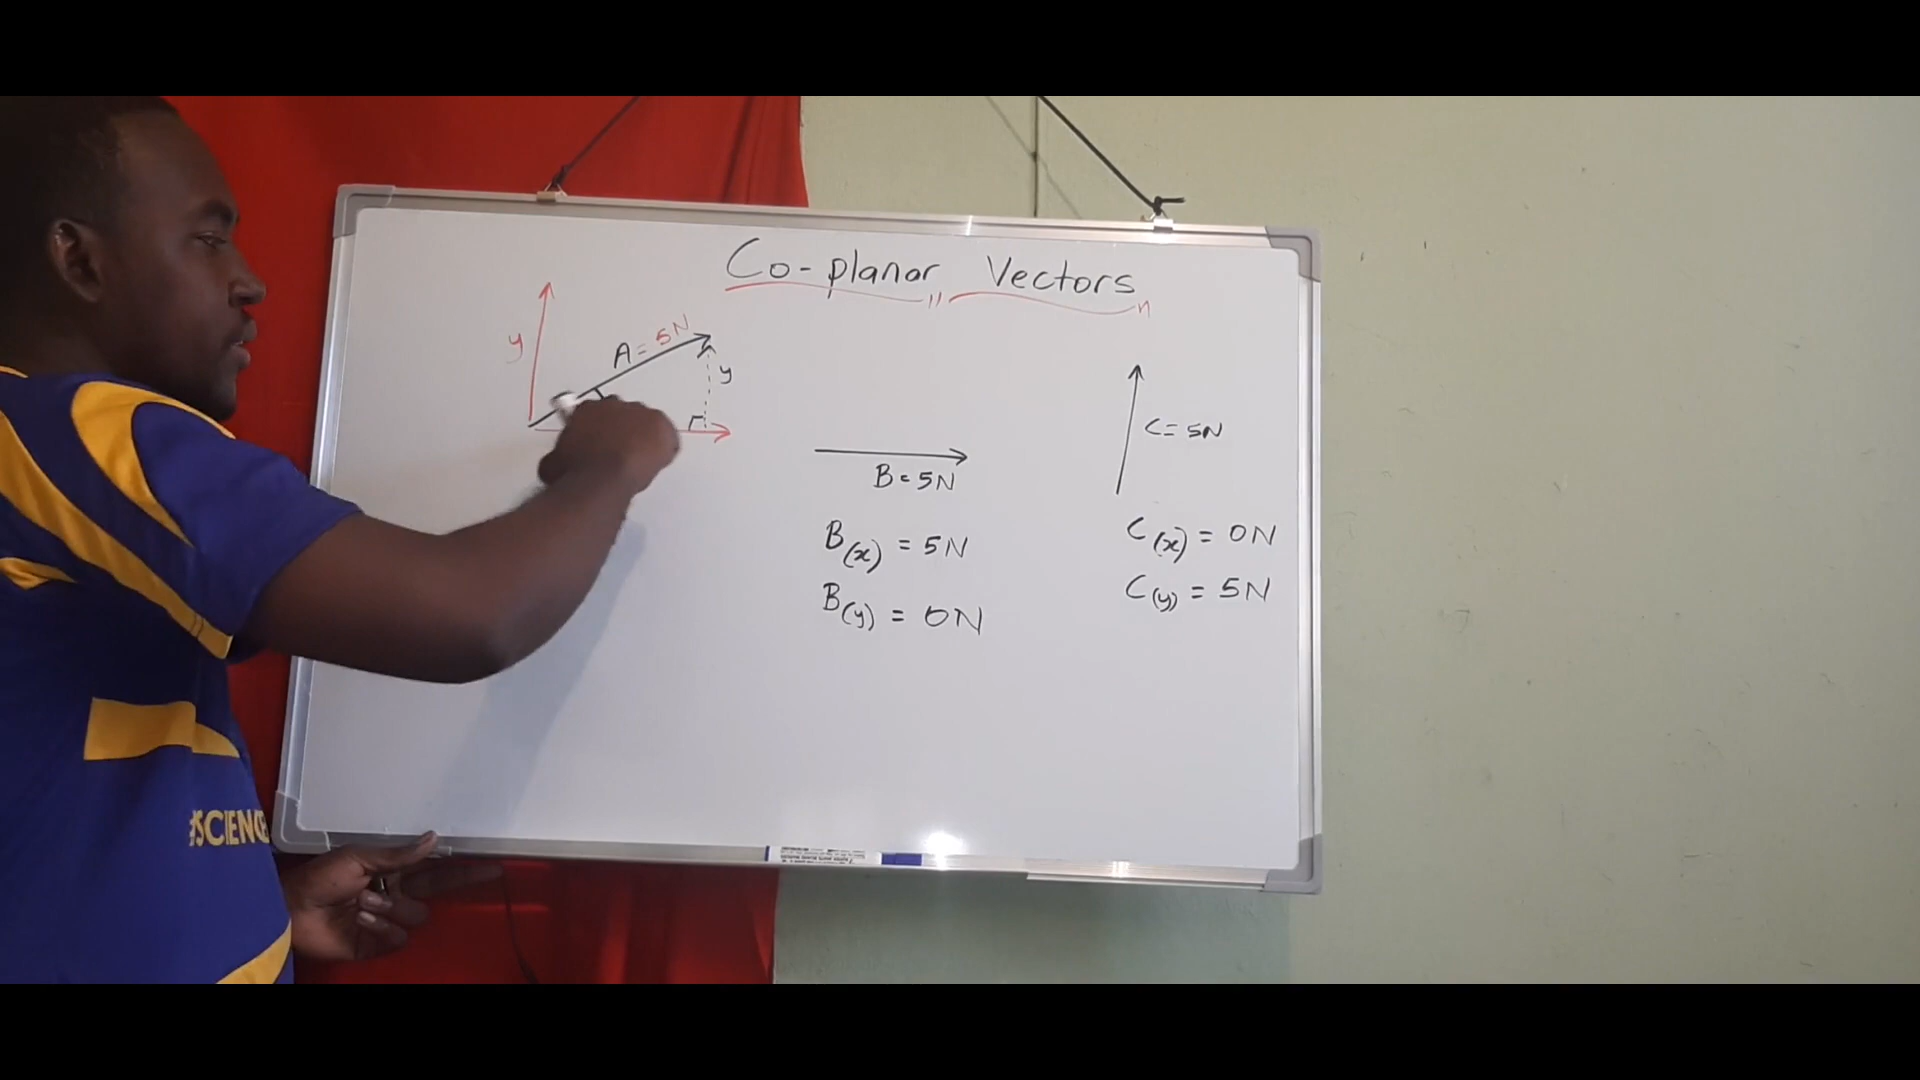 Co-planar Vectors
y
A = 5N
y
B = 5N
C = 5N
B(x) = 5N
B(y) = 0N
C(x) = 0N
C(y) = 5N
#SCIENCE